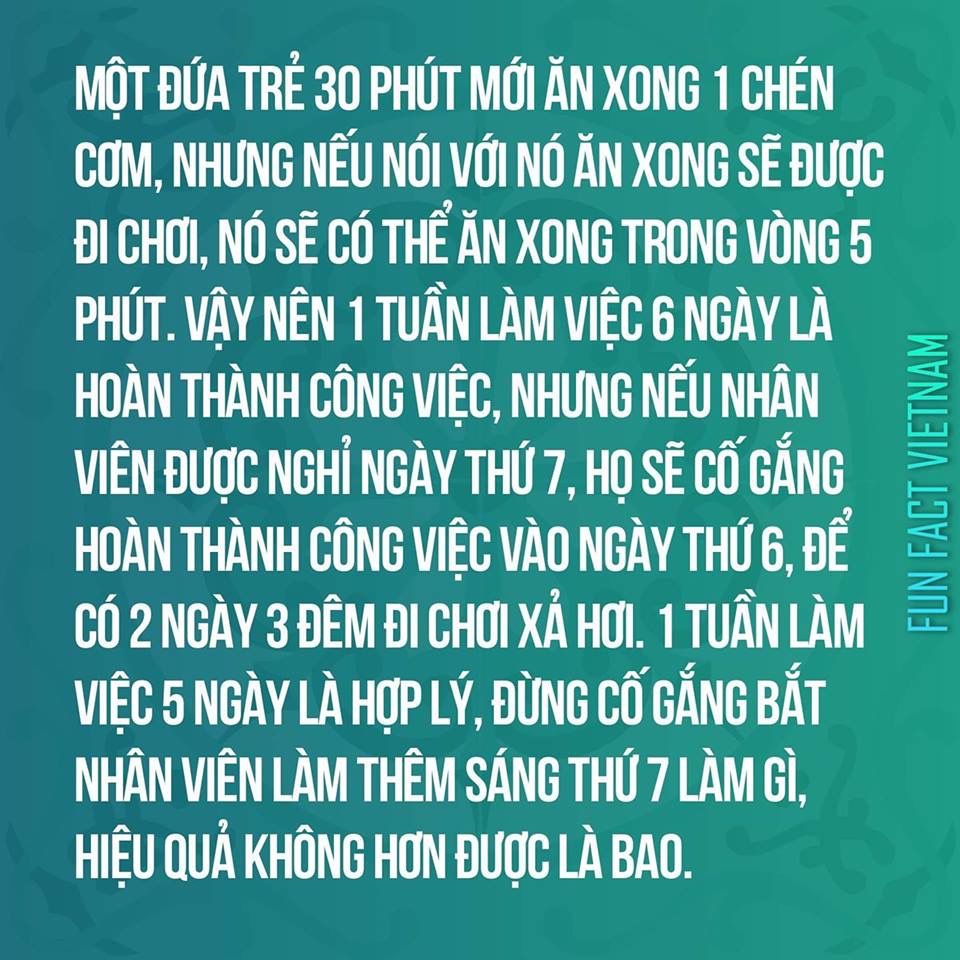 MỘT ĐỨA TRẺ 30 PHÚT MỚI ĂN XONG 1 CHÉN
CƠM, NHƯNG NẾU NÓI VỚI NÓ ĂN XONG SẼ ĐƯỢC
ĐI CHƠI, NÓ SẼ CÓ THỂ ĂN XONG TRONG VÒNG 5
PHÚT. VẬY NÊN 1 TUẦN LÀM VIỆC 6 NGÀY LÀ
HOÀN THÀNH CÔNG VIỆC, NHƯNG NẾU NHÂN
VIÊN ĐƯỢC NGHỈ NGÀY THỨ 7, HỌ SẼ CỐ GẮNG
HOÀN THÀNH CÔNG VIỆC VÀO NGÀY THỨ 6, ĐỂ
CÓ 2 NGÀY 3 ĐÊM ĐI CHƠI XẢ HƠI. 1 TUẦN LÀM
VIỆC 5 NGÀY LÀ HỢP LÝ, ĐỪNG CỐ GẮNG BẮT
NHÂN VIÊN LÀM THÊM SÁNG THỨ 7 LÀM GÌ,
HIỆU QUẢ KHÔNG HƠN ĐƯỢC LÀ BAO.
FUN FACT VIETNAM